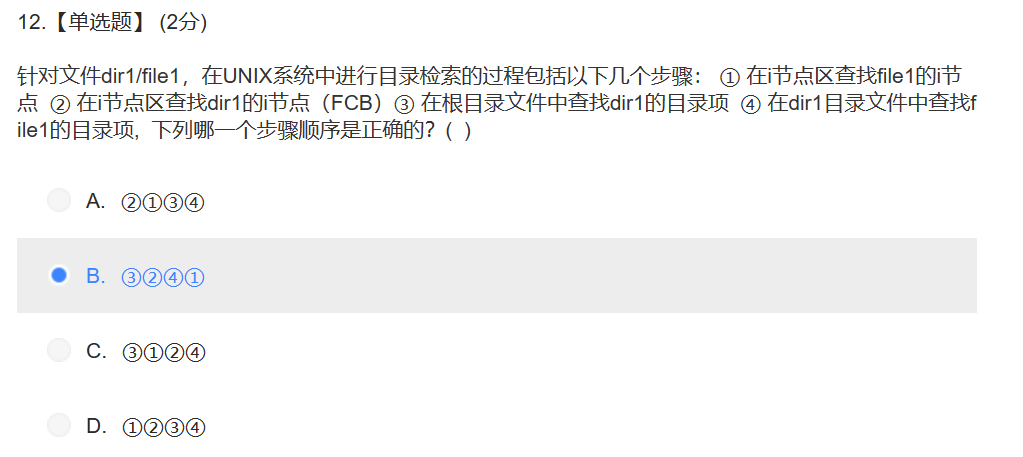 12.【单选题】 (2分)
针对文件dir1/file1，在UNIX系统中进行目录检索的过程包括以下几个步骤： ① 在i节点区查找file1的i节
点 ② 在i节点区查找dir1的i节点（FCB）③ 在根目录文件中查找dir1的目录项 ④ 在dir1目录文件中查找f
ile1的目录项, 下列哪一个步骤顺序是正确的? ( )
A. ②①③④
B. ③②④①
C. ③①②④
D. ①②③④